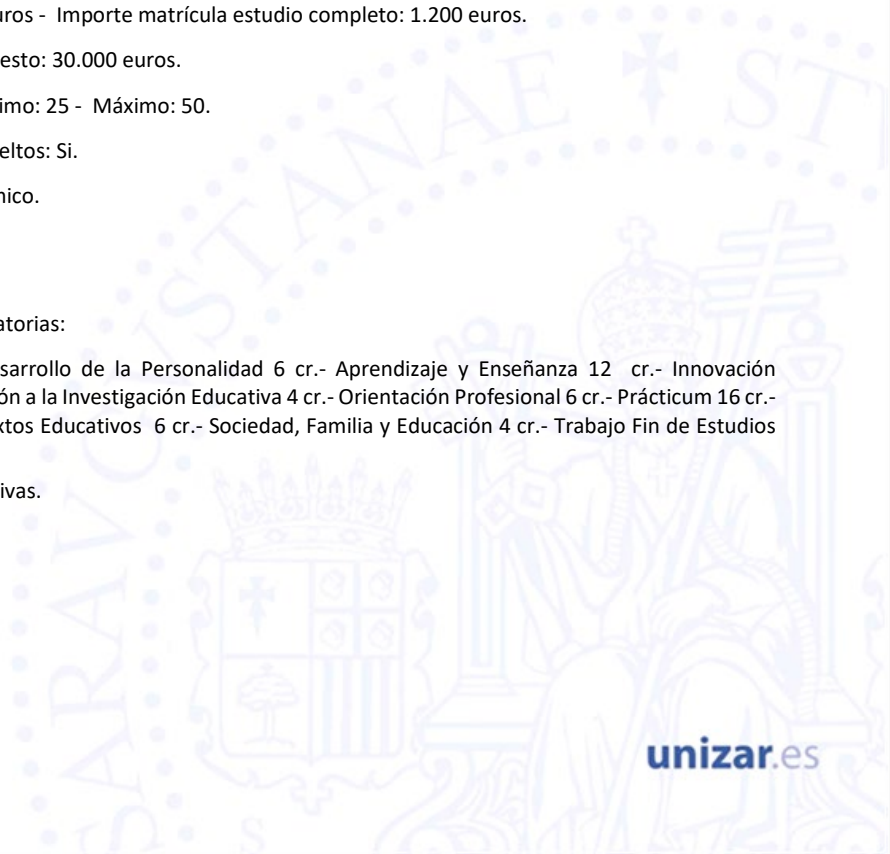 uros - Importe matrícula estudio completo: 1.200 euros.
esto: 30.000 euros.
imo: 25 - Máximo: 50.
eltos: Si.
nico.
atorias:
sarrollo de la Personalidad 6 cr.- Aprendizaje y Enseñanza 12 cr.- Innovación
ón a la Investigación Educativa 4 cr.- Orientación Profesional 6 cr.- Prácticum 16 cr.-
xtos Educativos 6 cr.- Sociedad, Familia y Educación 4 cr.- Trabajo Fin de Estudios
ivas.
unizar.es